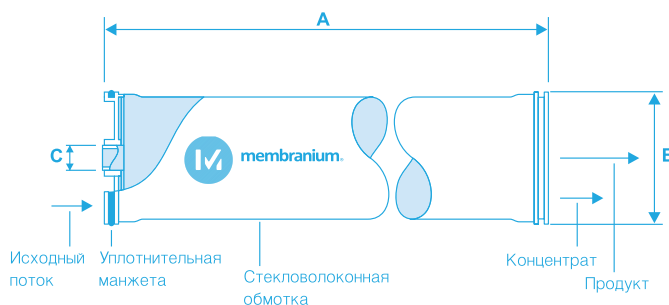 A
C
membranium®
B
Исходный
поток
Уплотнительная
манжета
Стекловолоконная
обмотка
Концентрат
Продукт